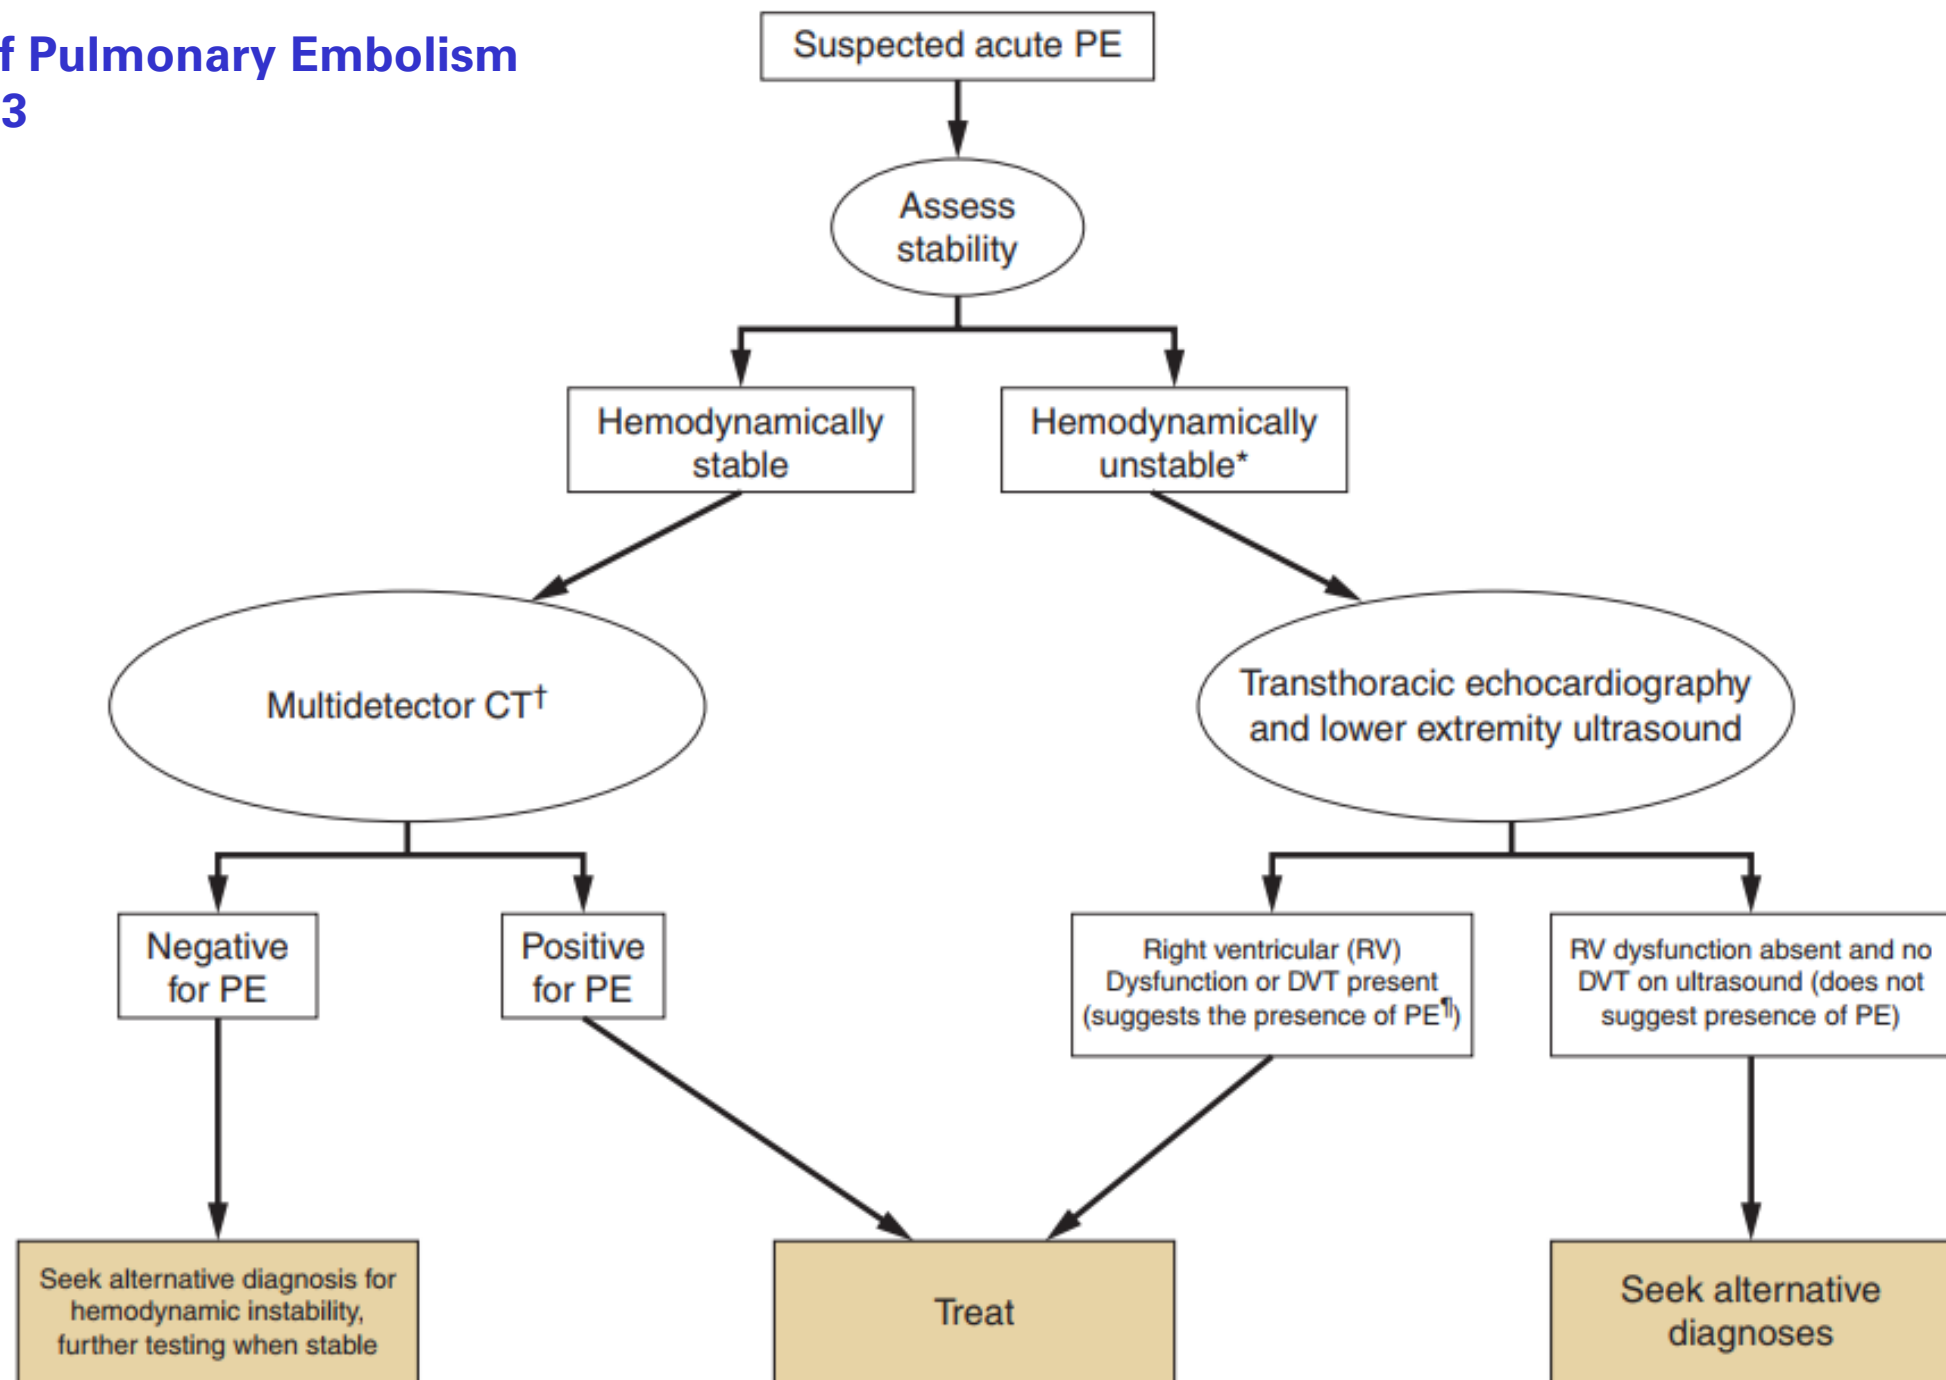 f Pulmonary Embolism
3
Suspected acute PE
Assess
stability
Hemodynamically
stable
Hemodynamically
unstable*
Multidetector CT†
Transthoracic echocardiography
and lower extremity ultrasound
Negative
for PE
Positive
for PE
Right ventricular (RV)
Dysfunction or DVT present
(suggests the presence of PE¶)
RV dysfunction absent and no
DVT on ultrasound (does not
suggest presence of PE)
Seek alternative diagnosis for
hemodynamic instability,
further testing when stable
Treat
Seek alternative
diagnoses